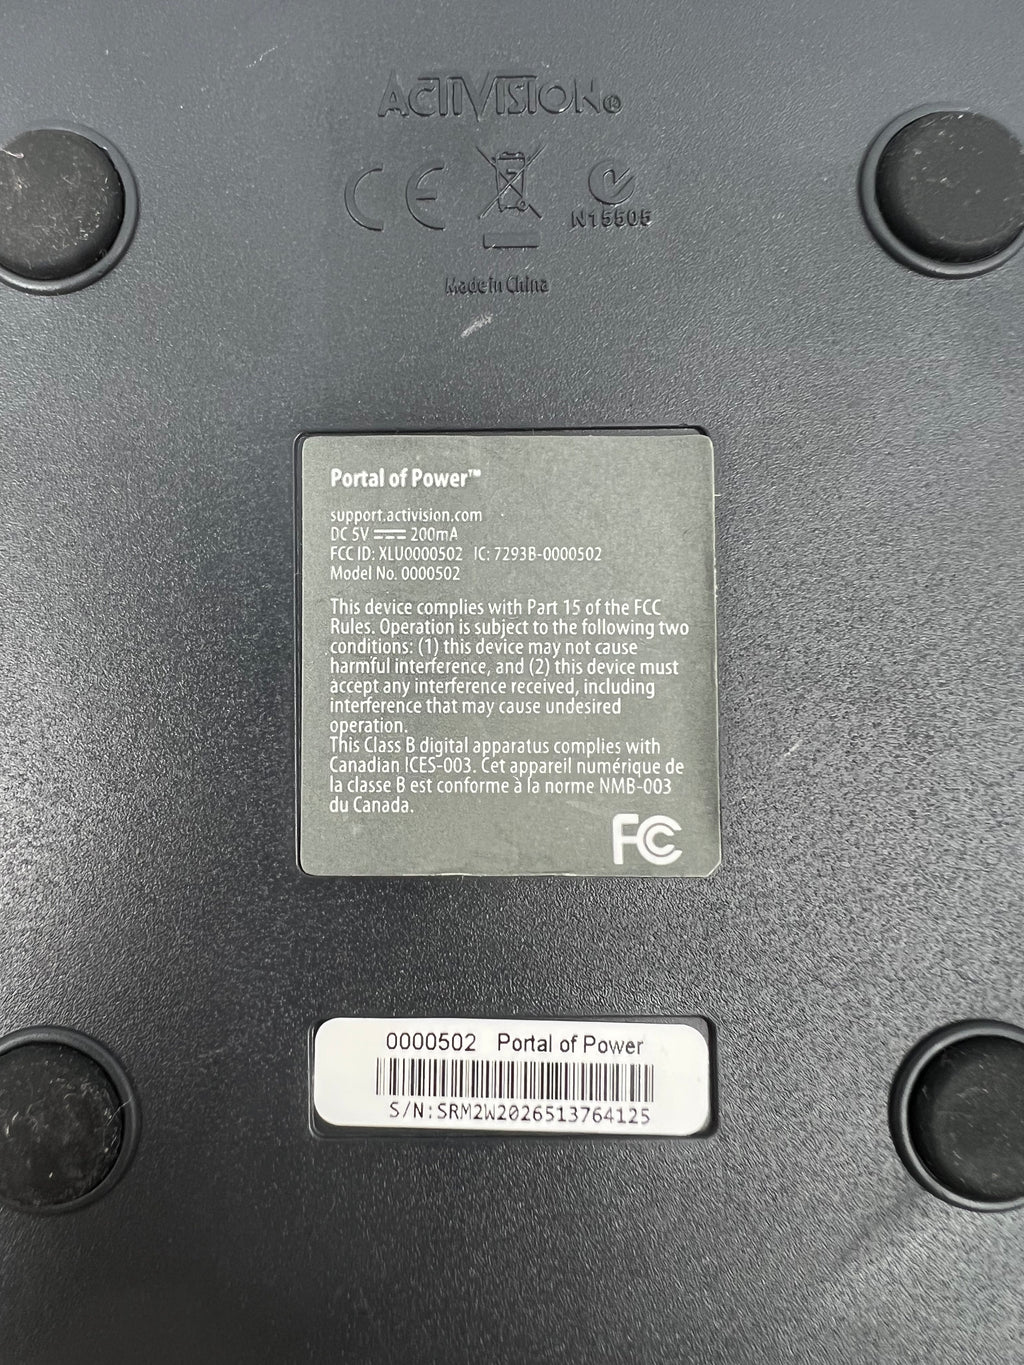 ACTIVISION®
CE
N15505
Made in China
Portal of Power™
support.activision.com
DC 5V ⎓ 200mA
FCC ID: XLU0000502 IC: 7293B-0000502
Model No. 0000502
This device complies with Part 15 of the FCC
Rules. Operation is subject to the following two
conditions: (1) this device may not cause
harmful interference, and (2) this device must
accept any interference received, including
interference that may cause undesired
operation.
This Class B digital apparatus complies with
Canadian ICES-003. Cet appareil numérique de
la classe B est conforme à la norme NMB-003
du Canada.
FC
0000502 Portal of Power
S/N:SRM2W2026513764125